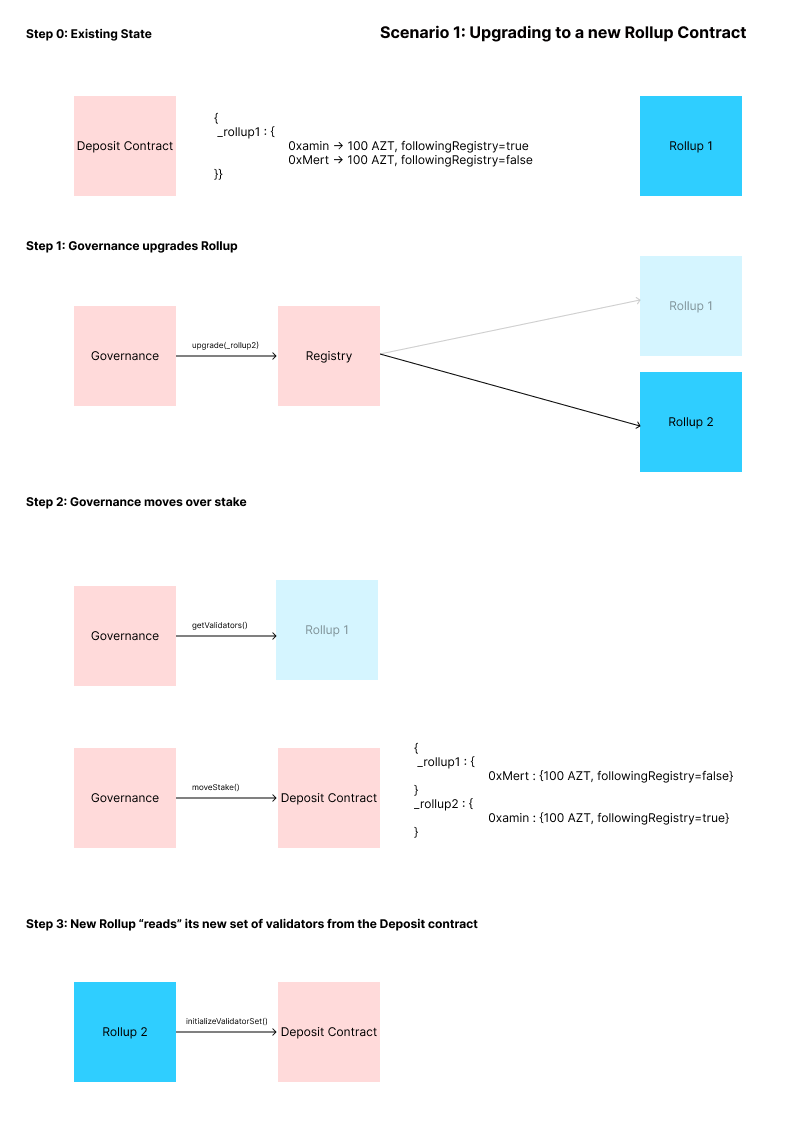 Step 0: Existing State
Scenario 1: Upgrading to a new Rollup Contract
Deposit Contract
{
_rollup1 : {
0xamin → 100 AZT, followingRegistry=true
0xMert → 100 AZT, followingRegistry=false
}}
Rollup 1
Step 1: Governance upgrades Rollup
Rollup 1
Governance
upgrade(_rollup2)
Registry
Rollup 2
Step 2: Governance moves over stake
Governance
getValidators()
Rollup 1
Governance
moveStake()
Deposit Contract
{
_rollup1 : {
0xMert : {100 AZT, followingRegistry=false}
}
_rollup2 : {
0xamin : {100 AZT, followingRegistry=true}
}
Step 3: New Rollup “reads” its new set of validators from the Deposit contract
Rollup 2
initializeValidatorSet()
Deposit Contract